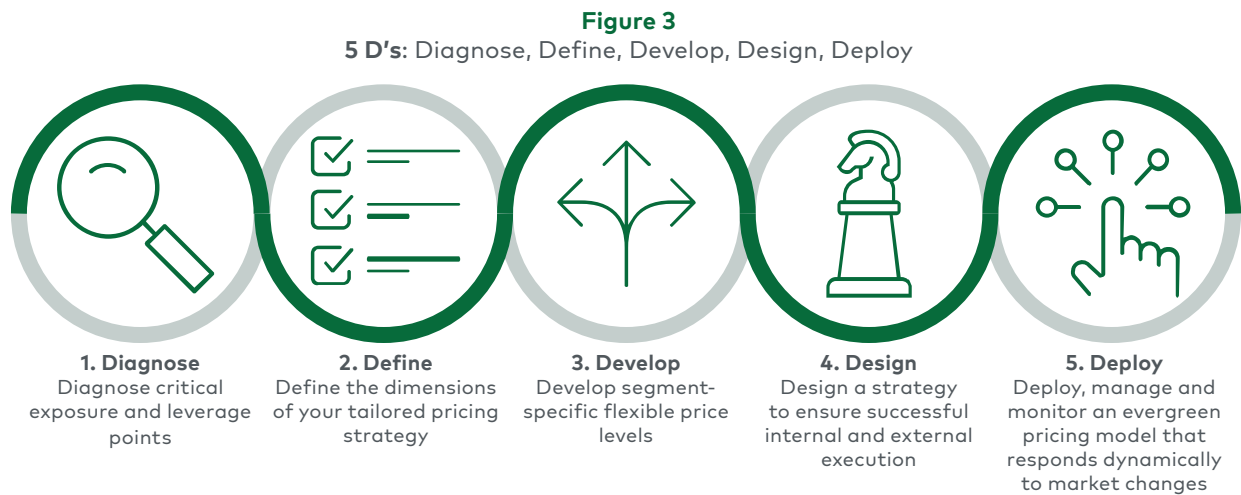 Figure 3
5 D's: Diagnose, Define, Develop, Design, Deploy
1. Diagnose
Diagnose critical
exposure and leverage
points
2. Define
Define the dimensions
of your tailored pricing
strategy
3. Develop
Develop segment-
specific flexible price
levels
4. Design
Design a strategy
to ensure successful
internal and external
execution
5. Deploy
Deploy, manage and
monitor an evergreen
pricing model that
responds dynamically
to market changes